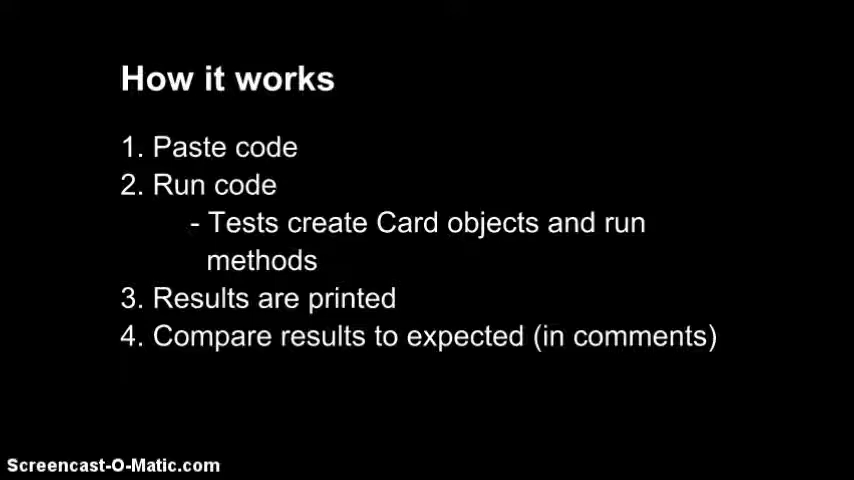 How it works
1. Paste code
2. Run code
- Tests create Card objects and run
methods
3. Results are printed
4. Compare results to expected (in comments)
Screencast-O-Matic.com